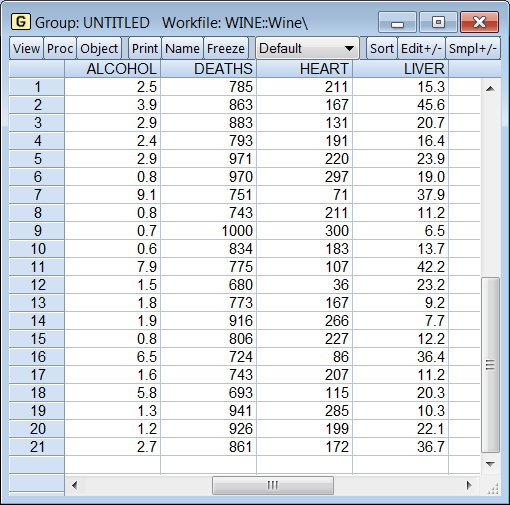 G Group: UNTITLED Workfile: WINE::Wine\
View Proc Object Print Name Freeze Default Sort Edit+/- Smpl+/-
ALCOHOL DEATHS HEART LIVER
1 2.5 785 211 15.3
2 3.9 863 167 45.6
3 2.9 883 131 20.7
4 2.4 793 191 16.4
5 2.9 971 220 23.9
6 0.8 970 297 19.0
7 9.1 751 71 37.9
8 0.8 743 211 11.2
9 0.7 1000 300 6.5
10 0.6 834 183 13.7
11 7.9 775 107 42.2
12 1.5 680 36 23.2
13 1.8 773 167 9.2
14 1.9 916 266 7.7
15 0.8 806 227 12.2
16 6.5 724 86 36.4
17 1.6 743 207 11.2
18 5.8 693 115 20.3
19 1.3 941 285 10.3
20 1.2 926 199 22.1
21 2.7 861 172 36.7